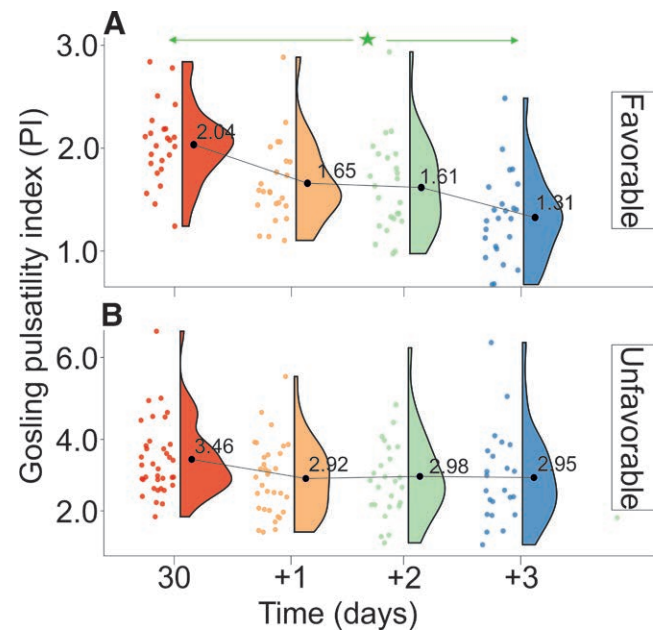 A
3.0
2.0
1.0
Favorable
2.04
1.65
1.61
1.31
Gosling pulsatility index (PI)
B
6.0
4.0
2.0
Unfavorable
3.46
2.92
2.98
2.95
30 +1 +2 +3
Time (days)